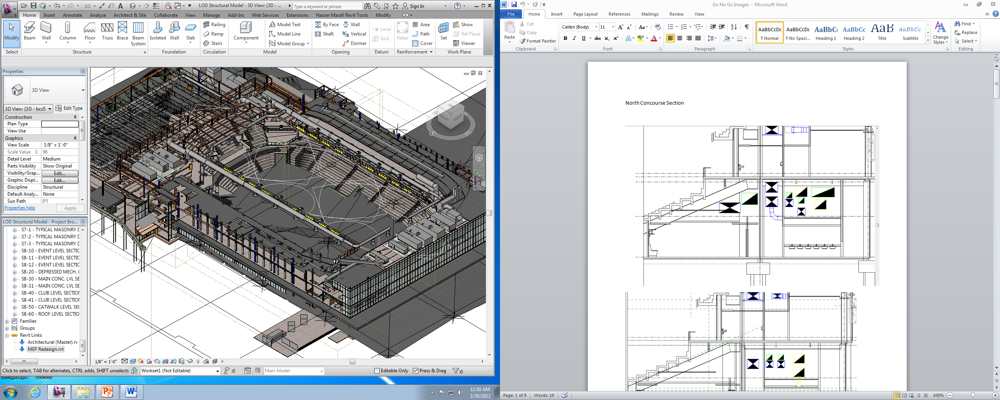 LOD Structural Model - 3D View: {3D - ...
Type a keyword or phrase
Sign In
Home Insert Annotate Analyze Architect & Site Collaborate View Manage Add-Ins Web Services Extensions Nasser Marafi Revit Tools Modify
Modify Beam Wall Column Floor Truss Brace Beam System Isolated Wall Slab
Railing
Ramp
Stairs
Component
Model Text
Model Line
Model Group
By Face Wall
Shaft Vertical
Dormer
Level
Grid
Rebar
Area
Path
Cover
Set
Show
Ref Plane
Viewer
Select Structure Foundation Circulation Model Opening Datum Reinforcement Work Plane
Properties
3D View
3D View: {3D - bcs5 Edit Type
Construction
Plan Type
View Use
Graphics
View Scale 1/8" = 1'-0"
Scale Value 1: 96
Detail Level Medium
Parts Visibility Show Original
Visibility/Grap... Edit...
Graphic Displ... Edit...
Discipline Structural
Default Analy... None
Sun Path
Properties help Apply
LOD Structural Model - Project Bro...
S7-1 - TYPICAL MASONRY D
S7-2 - TYPICAL MASONRY D
S7-3 - TYPICAL MASONRY D
S8-10 - EVENT LEVEL SECTIC
S8-11 - EVENT LEVEL SECTIC
S8-12 - EVENT LEVEL SECTIC
S8-20 - DEPRESSED MECH. C
S8-30 - MAIN CONC. LVL SE
S8-31 - MAIN CONC. LVL SE
S8-40 - CLUB LEVEL SECTION
S8-41 - CLUB LEVEL SECTION
S8-50 - CATWALK LEVEL SEC
S8-60 - ROOF LEVEL SECTIO
Families
Groups
Revit Links
Architectural (Master).rv
MEP Redesign.rvt
TOP
FRONT RIGHT
S E
1/8" = 1'-0"
Click to select, TAB for alternates, CTRL adds, SHIFT unselects
Workset1 (Not Editable)
:0
Main Model
Editable Only
Press & Drag
:0
11:50 AM
2/20/2012
Go No Go Images - Microsoft Word
File Home Insert Page Layout References Mailings Review View
Paste
Cut
Copy
Format Painter
Calibri (Body) 11
AaBbCcDc AaBbCcDc AaBbC AaBbCc AaB AaBbCc.
¶ Normal ¶ No Spaci... Heading 1 Heading 2 Title Subtitle
Change Styles
Find
Replace
Select
Clipboard Font Paragraph Styles Editing
North Concourse Section
Page: 1 of 9 Words: 19
100%